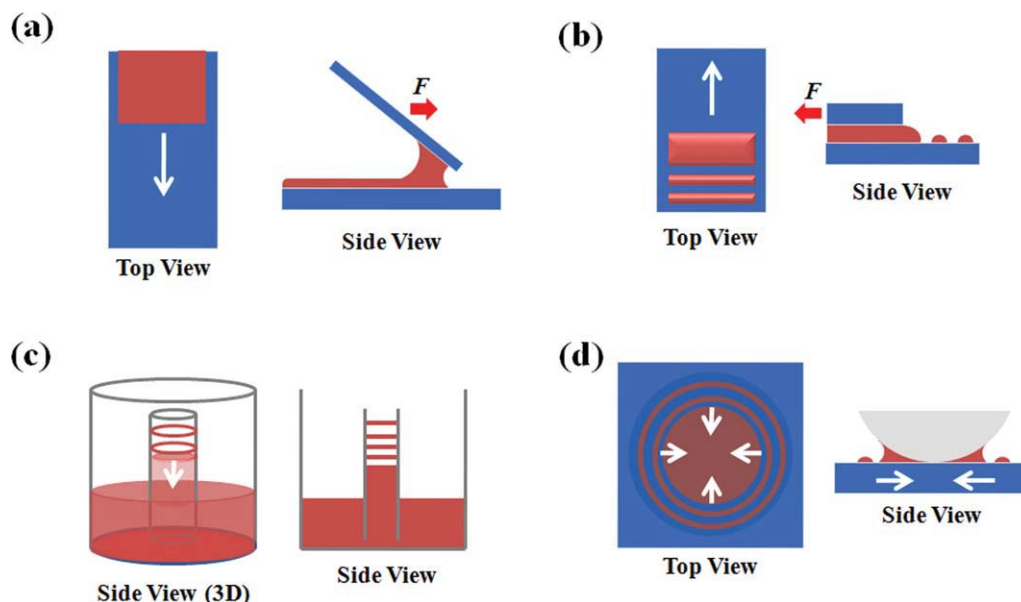 (a)
F
Top View
Side View
(b)
F
Top View
Side View
(c)
Side View (3D)
Side View
(d)
Top View
Side View